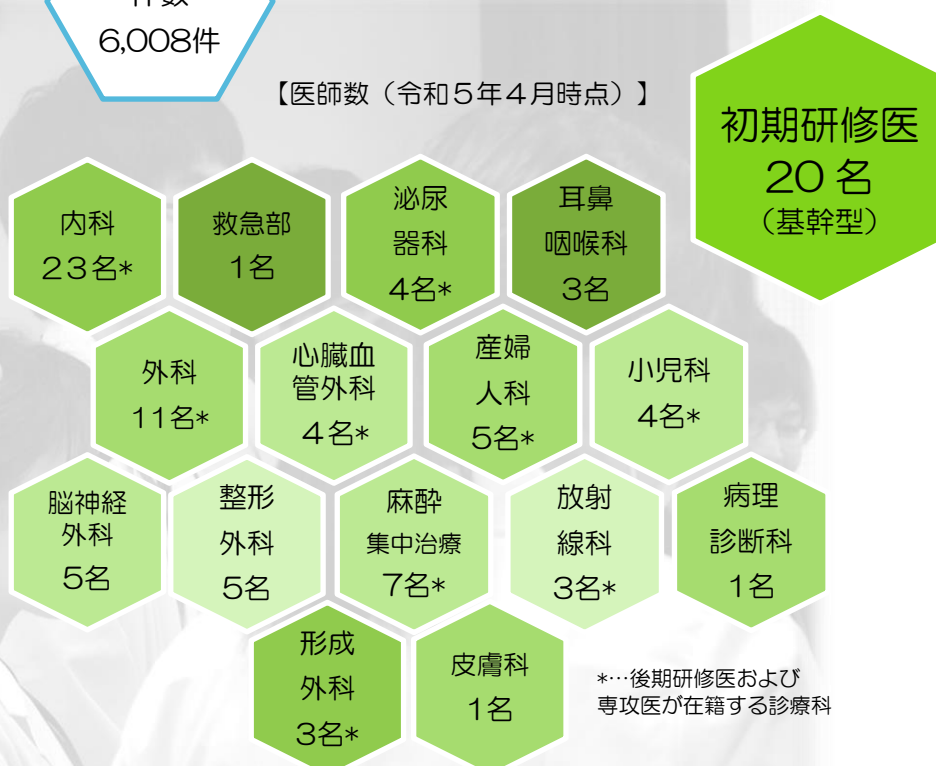 6,008件
【医師数（令和５年４月時点）】
初期研修医
20 名
（基幹型）
内科
２３名*
救急部
1名
泌尿
器科
4名*
耳鼻
咽喉科
3名
外科
11名*
心臓血
管外科
４名*
産婦
人科
5名*
小児科
4名*
脳神経
外科
5名
整形
外科
5名
麻酔
集中治療
7名*
放射
線科
3名*
病理
診断科
1名
形成
外科
3名*
皮膚科
1名
*…後期研修医および
専攻医が在籍する診療科